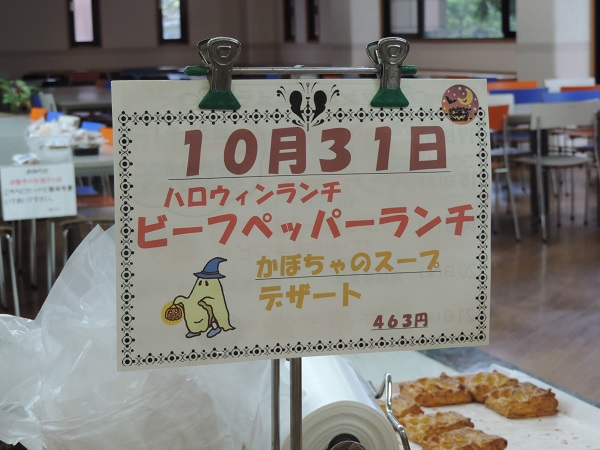 10月31日
ハロウィンランチ
ビーフペッパーランチ
かぼちゃのスープ
デザート
463円